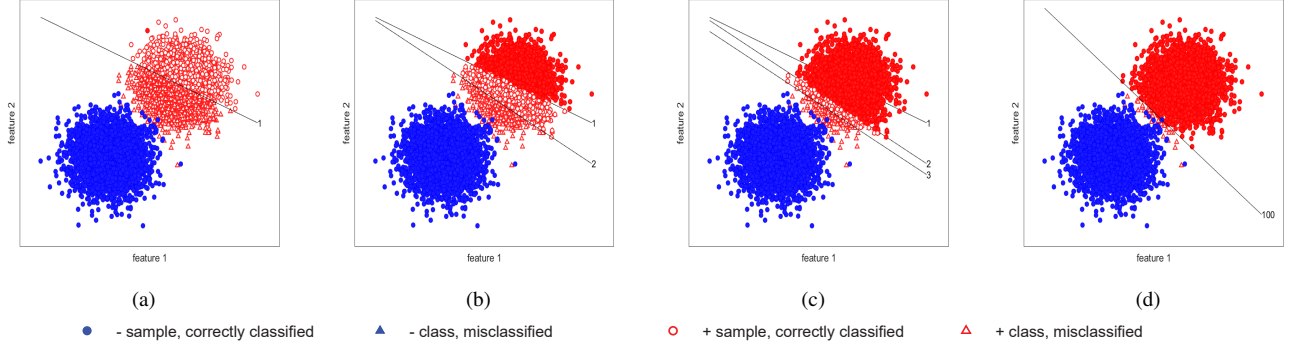 feature 2
1
feature 1
(a)
feature 2
1
2
feature 1
(b)
feature 2
1
2
3
feature 1
(c)
feature 2
100
feature 1
(d)
- sample, correctly classified
- class, misclassified
+ sample, correctly classified
+ class, misclassified